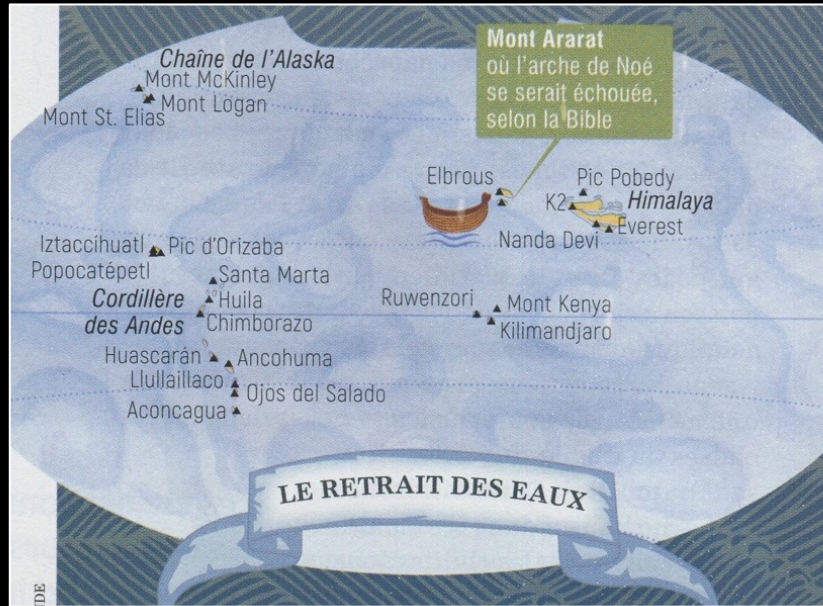 Mont Ararat
où l'arche de Noé
se serait échouée,
selon la Bible
Chaîne de l'Alaska
Mont McKinley
Mont Logan
Mont St. Elias
Elbrous
Pic Pobedy
K2
Himalaya
Everest
Nanda Devi
Iztaccíhuatl
Pic d'Orizaba
Popocatépetl
Santa Marta
Cordillère
des Andes
Huila
Chimborazo
Ruwenzori
Mont Kenya
Kilimandjaro
Huascarán
Ancohuma
Llullaillaco
Ojos del Salado
Aconcagua
LE RETRAIT DES EAUX